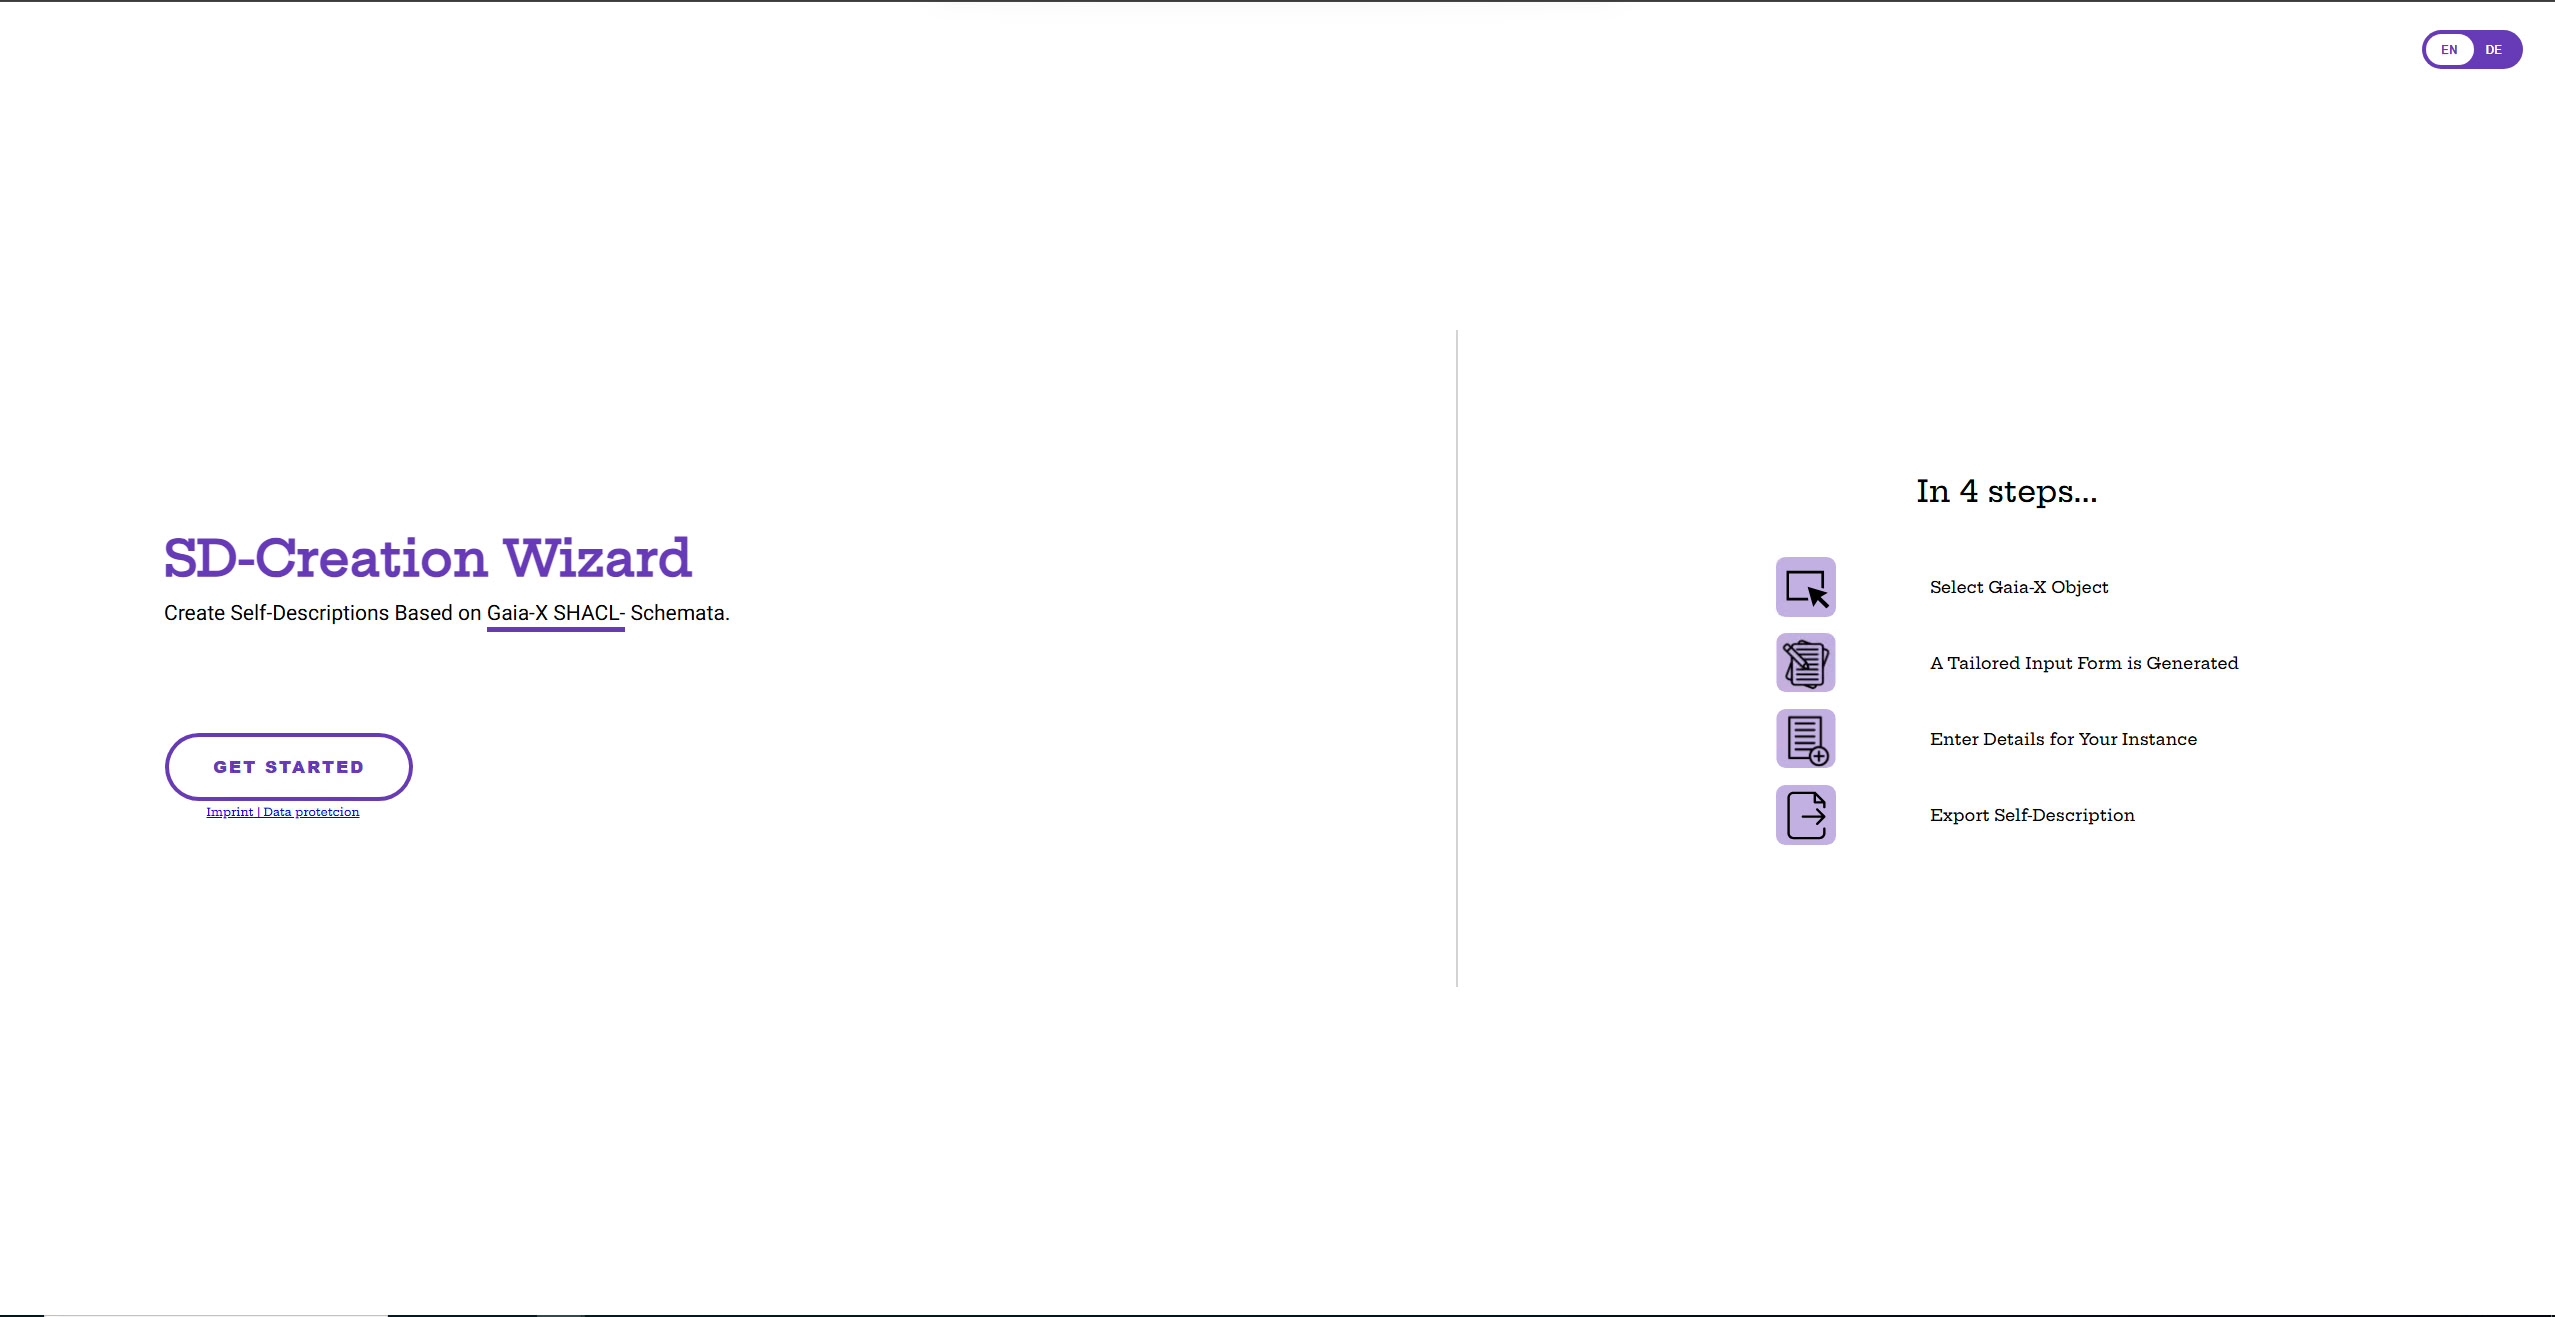 EN DE
SD-Creation Wizard
Create Self-Descriptions Based on Gaia-X SHACL- Schemata.
GET STARTED
Imprint | Data protetcion
In 4 steps...
Select Gaia-X Object
A Tailored Input Form is Generated
Enter Details for Your Instance
Export Self-Description